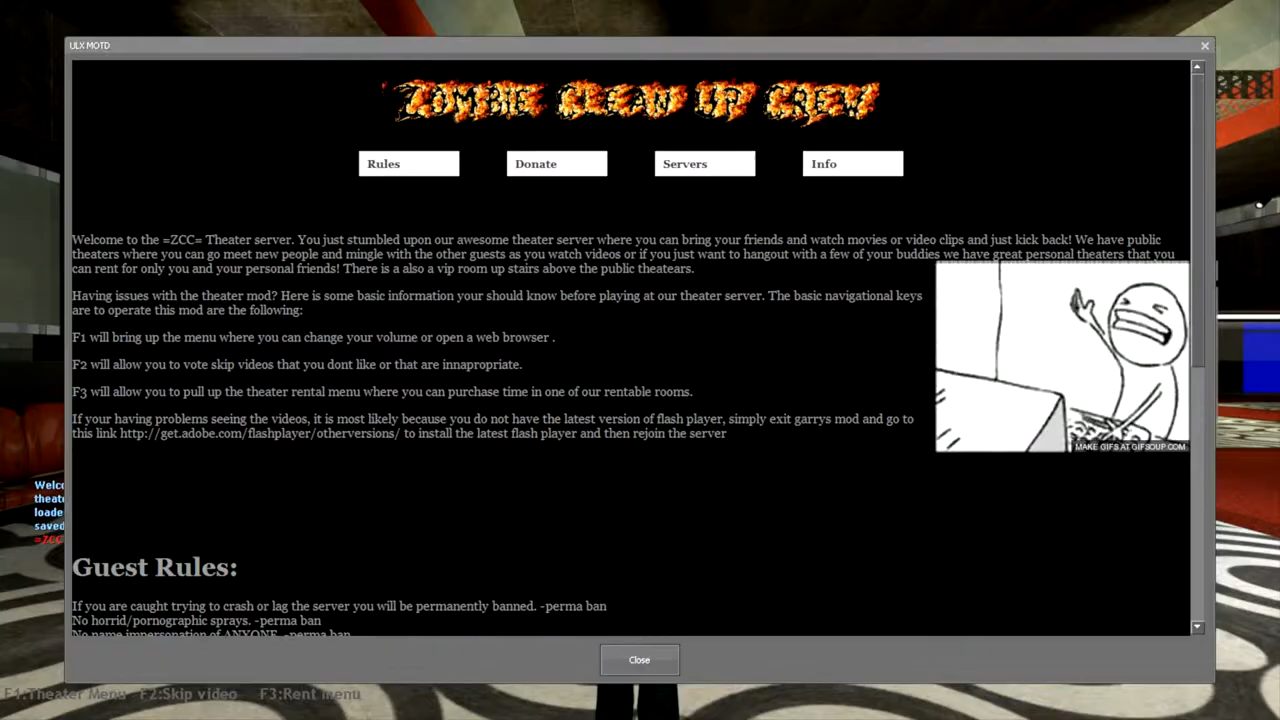 ULX MOTD
ZOMBIE CLEAN UP CREW
Rules Donate Servers Info
Welcome to the =ZCC= Theater server. You just stumbled upon our awesome theater server where you can bring your friends and watch movies or video clips and just kick back! We have public
theaters where you can go meet new people and mingle with the other guests as you watch videos or if you just want to hangout with a few of your buddies we have great personal theaters that you
can rent for only you and your personal friends! There is a also a vip room up stairs above the public theatears.
Having issues with the theater mod? Here is some basic information your should know before playing at our theater server. The basic navigational keys
are to operate this mod are the following:
F1 will bring up the menu where you can change your volume or open a web browser .
F2 will allow you to vote skip videos that you dont like or that are innapropriate.
F3 will allow you to pull up the theater rental menu where you can purchase time in one of our rentable rooms.
If your having problems seeing the videos, it is most likely because you do not have the latest version of flash player, simply exit garrys mod and go to
this link http://get.adobe.com/flashplayer/otherversions/ to install the latest flash player and then rejoin the server
MAKE GIFS AT GIFSOUP.COM
Welco
theate
loade
saved
=ZCC
Guest Rules:
If you are caught trying to crash or lag the server you will be permanently banned. -perma ban
No horrid/pornographic sprays. -perma ban
No name impersonation of ANYONE. -perma ban
Close
F1:Theater Menu F2:Skip video F3:Rent menu